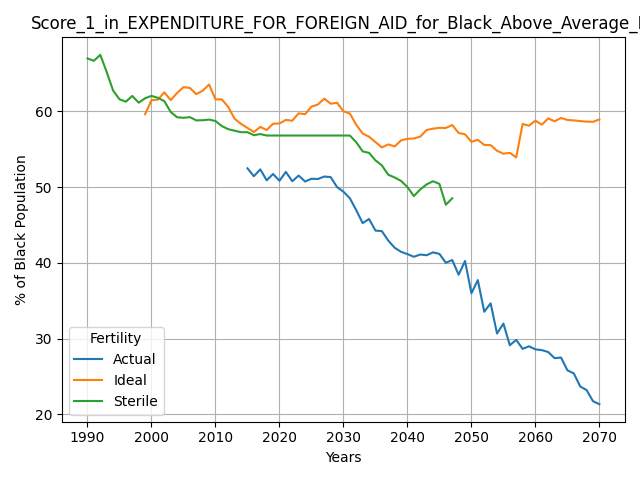 Score_1_in_EXPENDITURE_FOR_FOREIGN_AID_for_Black_Above_Average_
% of Black Population
60
50
40
30
20
Fertility
Actual
Ideal
Sterile
1990 2000 2010 2020 2030 2040 2050 2060 2070
Years